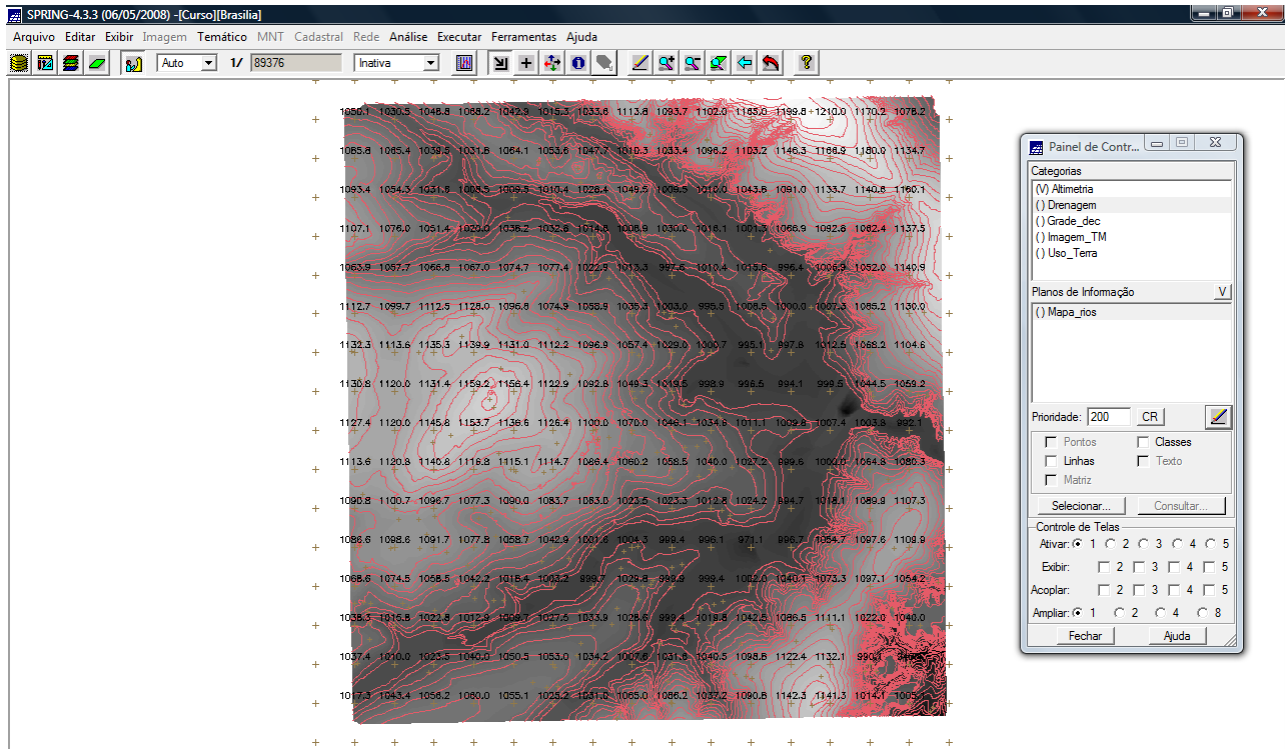 SPRING-4.3.3 (06/05/2008) -[Curso][Brasilia]
Arquivo Editar Exibir Imagem Temático MNT Cadastral Rede Análise Executar Ferramentas Ajuda
Auto 1/ 89376 Inativa
1050.1 1030.5 1048.8 1068.2 1042.9 1015.3 1033.6 1113.8 1093.7 1102.0 1165.0 1199.8 1210.0 1170.2 1076.2
1065.8 1065.4 1039.5 1031.8 1064.1 1053.6 1047.7 1010.3 1033.4 1096.2 1103.2 1146.3 1166.9 1180.0 1134.7
1093.4 1054.3 1031.6 1008.5 1009.5 1010.4 1026.4 1049.5 1009.5 1010.0 1043.8 1091.0 1133.7 1140.8 1160.1
1107.1 1076.0 1051.4 1020.0 1036.2 1032.8 1014.8 1008.9 1030.0 1016.1 1001.3 1066.9 1092.8 1082.4 1137.5
1063.9 1057.7 1066.8 1067.0 1074.7 1077.4 1022.9 1013.3 997.6 1010.4 1015.6 996.4 1006.9 1052.0 1140.9
1112.7 1099.7 1112.5 1128.0 1096.8 1074.9 1058.9 1035.3 1003.0 995.5 1008.5 1000.0 1007.3 1085.2 1130.0
1132.3 1113.6 1135.3 1139.9 1131.0 1112.2 1096.9 1057.4 1029.0 1000.7 995.1 997.8 1012.5 1068.2 1104.6
1130.8 1120.0 1131.4 1159.2 1156.4 1122.9 1092.8 1049.3 1019.5 998.9 996.5 994.1 999.5 1044.5 1059.2
1127.4 1120.0 1145.8 1153.7 1138.6 1126.4 1100.0 1070.0 1046.1 1034.6 1011.1 1009.8 1007.4 1003.8 992.1
1113.6 1120.8 1140.8 1116.8 1115.1 1114.7 1086.4 1060.2 1058.5 1040.0 1027.2 999.6 1000.0 1064.8 1080.3
1090.8 1100.7 1096.7 1077.3 1090.0 1083.7 1083.0 1023.5 1023.3 1012.8 1024.2 994.7 1018.1 1089.8 1107.3
1086.6 1098.6 1091.7 1077.8 1058.7 1042.9 1001.6 1004.3 999.4 996.1 971.1 996.7 1054.7 1097.6 1108.9
1068.6 1074.5 1058.5 1042.2 1018.4 1003.2 999.7 1029.8 999.9 999.4 1002.0 1040.1 1073.3 1097.1 1054.2
1038.3 1016.8 1022.8 1012.9 1009.7 1027.5 1033.9 1028.6 999.4 1019.8 1042.5 1086.5 1111.1 1022.0 1040.0
1037.4 1010.0 1023.5 1040.0 1050.5 1053.0 1034.2 1007.6 1031.6 1040.5 1098.8 1122.4 1132.1 990.1
1017.3 1043.4 1056.2 1060.0 1055.1 1025.2 1031.0 1065.0 1086.2 1037.2 1090.8 1142.3 1141.3 1014.1 1005.1
Painel de Contr...
Categorias
(V) Altimetria
( ) Drenagem
( ) Grade_dec
( ) Imagem_TM
( ) Uso_Terra
Planos de Informação V
( ) Mapa_rios
Prioridade: 200 CR
Pontos Classes
Linhas Texto
Matriz
Selecionar... Consultar...
Controle de Telas
Ativar: 1 2 3 4 5
Exibir: 2 3 4 5
Acoplar: 2 3 4 5
Ampliar: 1 2 4 8
Fechar Ajuda